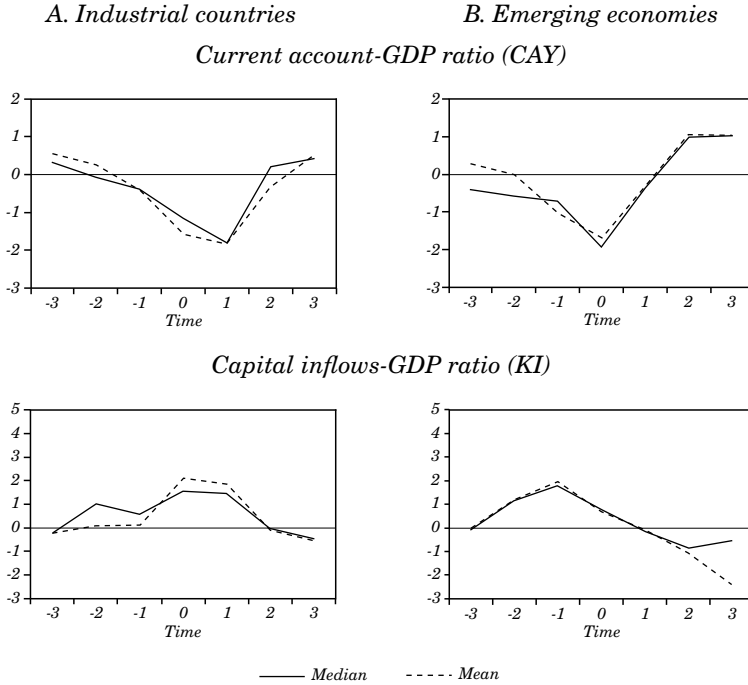 A. Industrial countries
B. Emerging economies
Current account-GDP ratio (CAY)
2
1
0
-1
-2
-3
-3 -2 -1 0 1 2 3
Time
2
1
0
-1
-2
-3
-3 -2 -1 0 1 2 3
Time
Capital inflows-GDP ratio (KI)
5
4
3
2
1
0
-1
-2
-3
-3 -2 -1 0 1 2 3
Time
5
4
3
2
1
0
-1
-2
-3
-3 -2 -1 0 1 2 3
Time
Median Mean